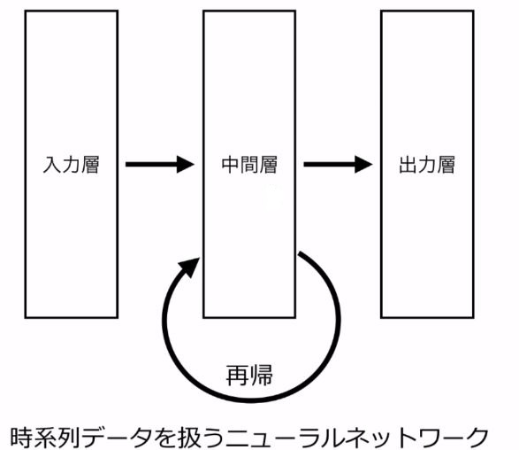 入力層
中間層
出力層
再帰
時系列データを扱うニューラルネットワーク